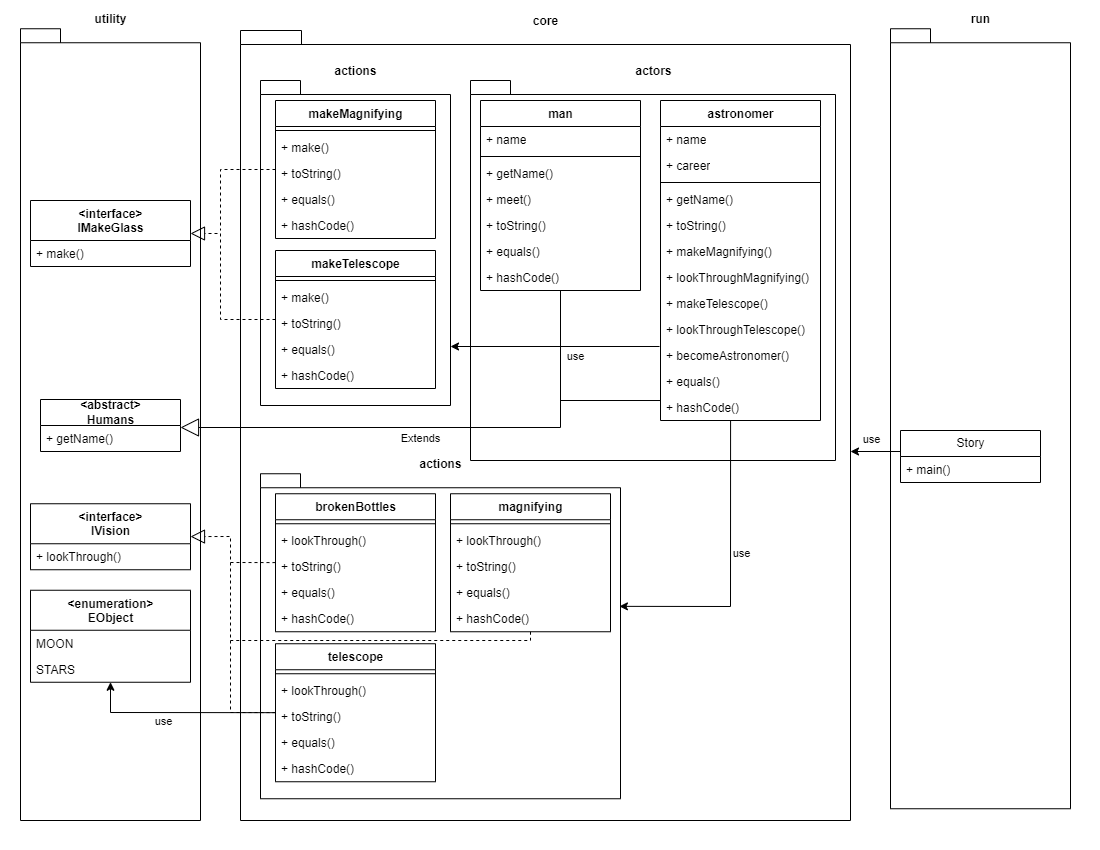 utility
core
run
actions
actors
makeMagnifying
+ make()
+ toString()
+ equals()
+ hashCode()
man
+ name
+ getName()
+ meet()
+ toString()
+ equals()
+ hashCode()
astronomer
+ name
+ career
+ getName()
+ toString()
+ makeMagnifying()
+ lookThroughMagnifying()
+ makeTelescope()
+ lookThroughTelescope()
+ becomeAstronomer()
+ equals()
+ hashCode()
<interface>
IMakeGlass
+ make()
makeTelescope
+ make()
+ toString()
+ equals()
+ hashCode()
use
<abstract>
Humans
+ getName()
Extends
use
Story
+ main()
actions
<interface>
IVision
+ lookThrough()
brokenBottles
+ lookThrough()
+ toString()
+ equals()
+ hashCode()
magnifying
+ lookThrough()
+ toString()
+ equals()
+ hashCode()
use
<enumeration>
EObject
MOON
STARS
telescope
+ lookThrough()
+ toString()
+ equals()
+ hashCode()
use